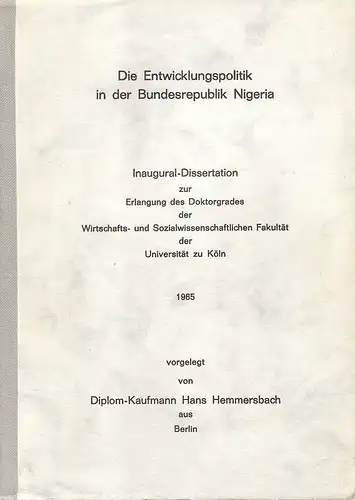 Die Entwicklungspolitik
in der Bundesrepublik Nigeria
Inaugural-Dissertation
zur
Erlangung des Doktorgrades
der
Wirtschafts- und Sozialwissenschaftlichen Fakultät
der
Universität zu Köln
1965
vorgelegt
von
Diplom-Kaufmann Hans Hemmersbach
aus
Berlin